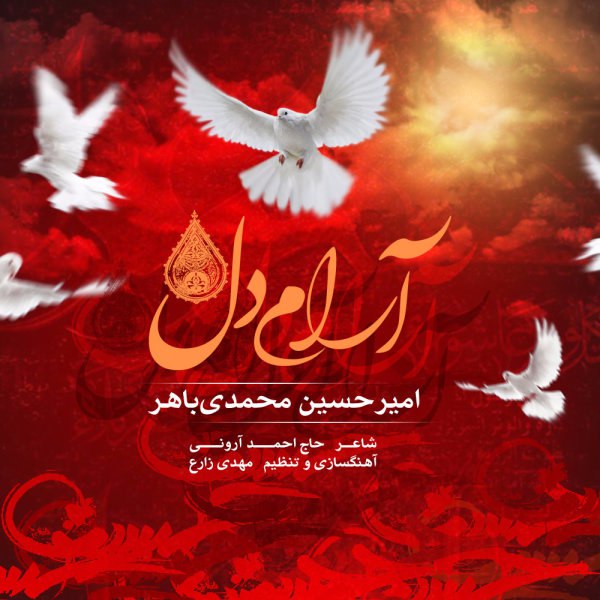 آرام دل
امیرحسین محمدی‌باهر
شاعر حاج احمد آرونی
آهنگسازی و تنظیم مهدی زارع